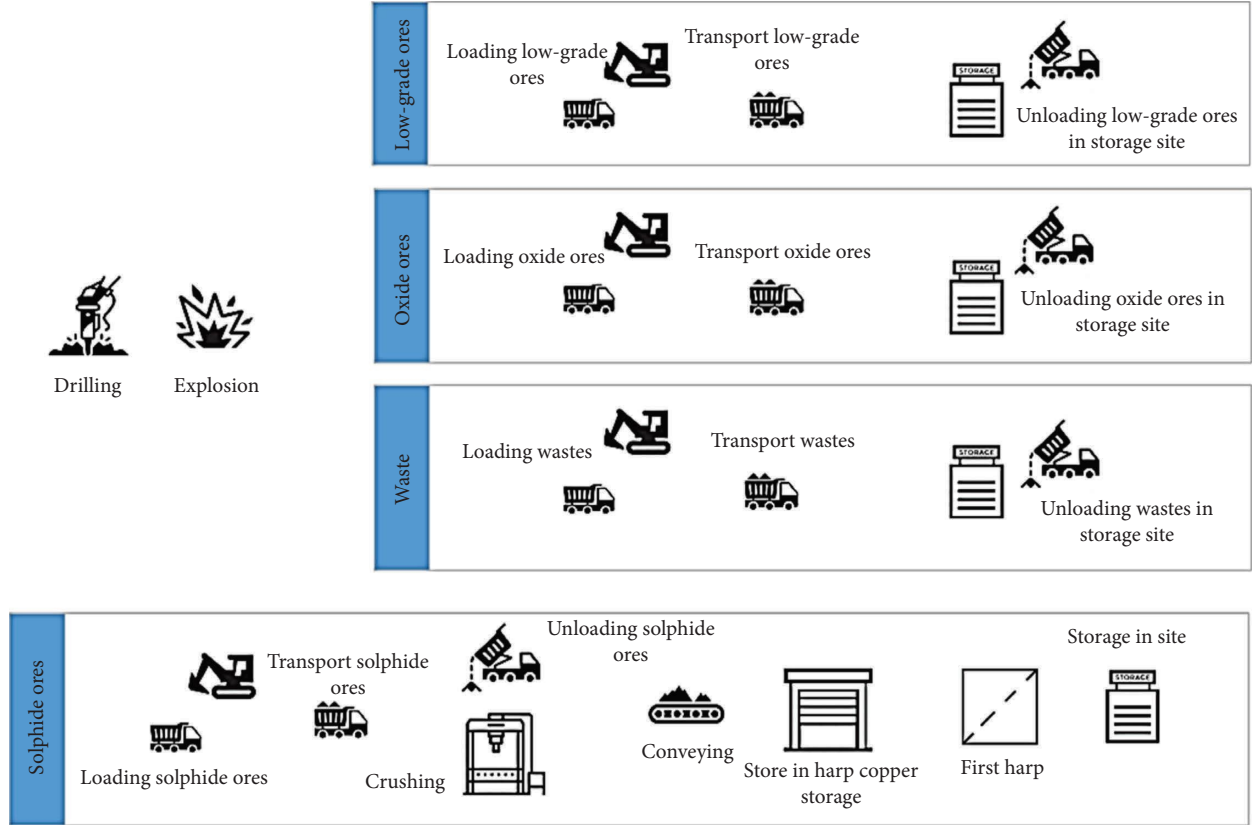 Low-grade ores
Loading low-grade
ores
Transport low-grade
ores
STORAGE
Unloading low-grade ores
in storage site
Oxide ores
Loading oxide ores
Transport oxide ores
STORAGE
Unloading oxide ores in
storage site
Drilling
Explosion
Waste
Loading wastes
Transport wastes
STORAGE
Unloading wastes in
storage site
Solphide ores
Loading solphide ores
Transport solphide
ores
Unloading solphide
ores
Crushing
Conveying
Store in harp copper
storage
First harp
Storage in site
STORAGE